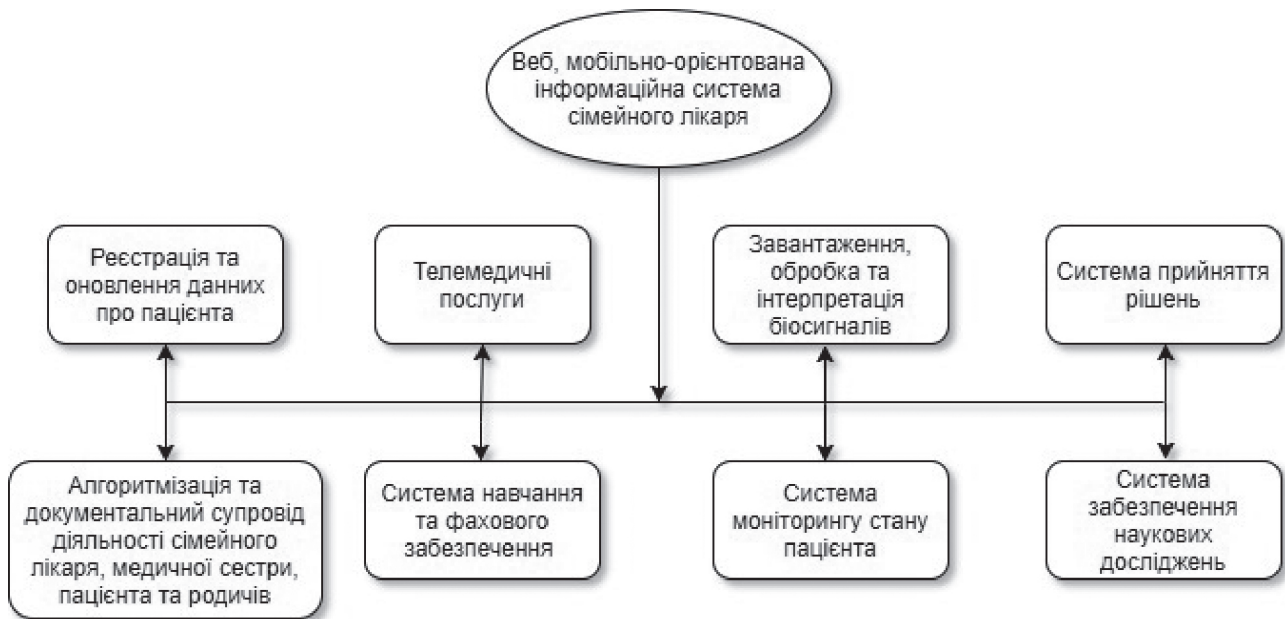 Веб, мобільно-орієнтована
інформаційна система
сімейного лікаря
Реєстрація та
оновлення данних
про пацієнта
Телемедичні
послуги
Завантаження,
обробка та
інтерпретація
біосигналів
Система прийняття
рішень
Алгоритмізація та
документальний супровід
діяльності сімейного
лікаря, медичної сестри,
пацієнта та родичів
Система навчання
та фахового
забезпечення
Система
моніторингу стану
пацієнта
Система
забезпечення
наукових
досліджень